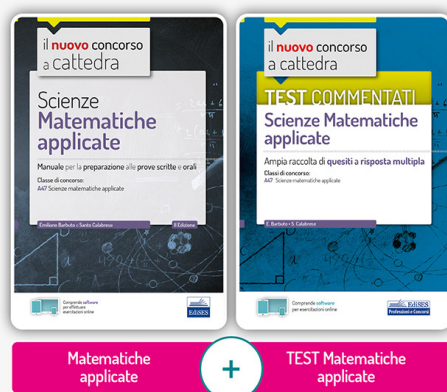 il nuovo concorso
a cattedra
Scienze
Matematiche
applicate
Manuale per la preparazione alle prove scritte e orali
Classe di concorso:
A47 Scienze matematiche applicate
Emiliano Barbuto • Santo Calabrese
II Edizione
Comprende software
per effettuare
esercitazioni online
EdiSES
il nuovo concorso
a cattedra
TEST COMMENTATI
Scienze Matematiche
applicate
Ampia raccolta di quesiti a risposta multipla
Classi di concorso:
A47 Scienze matematiche applicate
E. Barbuto • S. Calabrese
Comprende software
per esercitazioni online
EdiSES
Professioni e Concorsi
Matematiche
applicate
+
TEST Matematiche
applicate